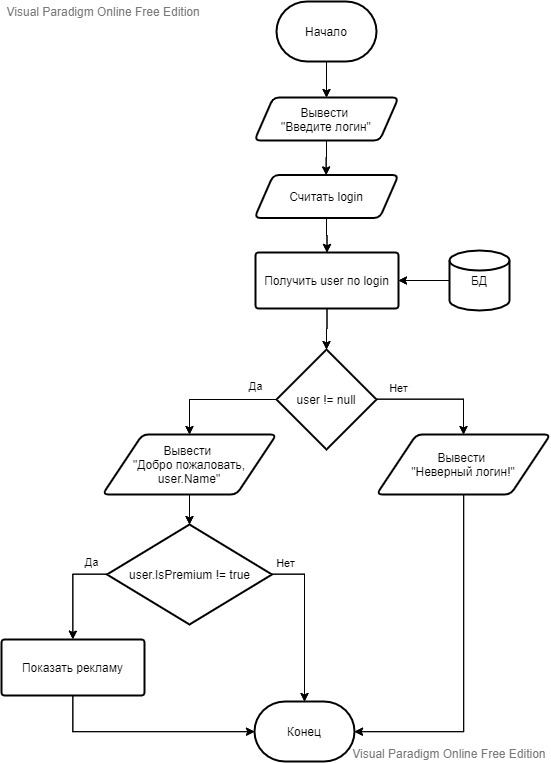 Visual Paradigm Online Free Edition
Начало
Вывести
"Введите логин"
Считать login
Получить user по login
БД
user != null
Да
Нет
Вывести
"Добро пожаловать,
user.Name"
Вывести
"Неверный логин!"
user.IsPremium != true
Да
Нет
Показать рекламу
Конец
Visual Paradigm Online Free Edition